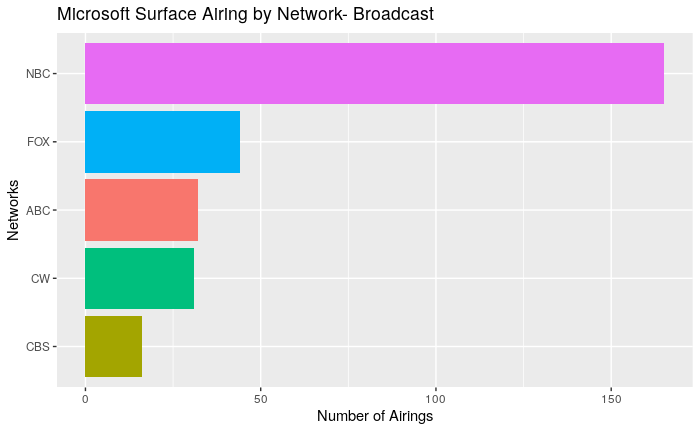 Microsoft Surface Airing by Network- Broadcast
Networks
NBC
FOX
ABC
CW
CBS
0 50 100 150
Number of Airings